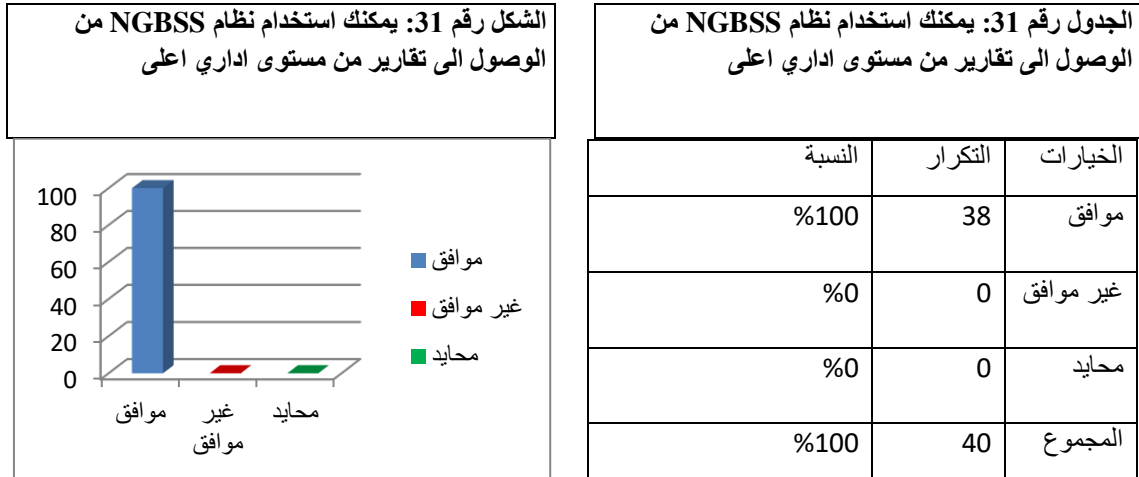 الجدول رقم 31: يمكنك استخدام نظام NGBSS من
الوصول الى تقارير من مستوى اداري اعلى
الخيارات التكرار النسبة
موافق 38 %100
غير موافق 0 %0
محايد 0 %0
المجموع 40 %100
الشكل رقم 31: يمكنك استخدام نظام NGBSS من
الوصول الى تقارير من مستوى اداري اعلى
100
80
60
40
20
0
موافق غير محايد
موافق
موافق
غير موافق
محايد